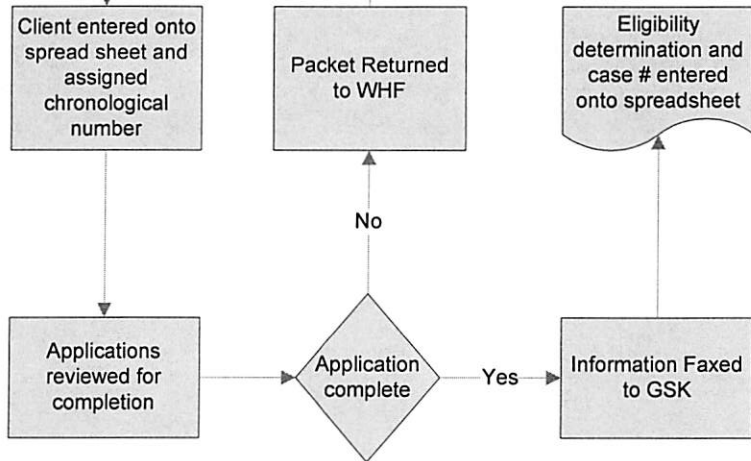 Client entered onto
spread sheet and
assigned
chronological
number
Packet Returned
to WHF
Eligibility
determination and
case # entered
onto spreadsheet
No
Applications
reviewed for
completion
Application
complete
Yes
Information Faxed
to GSK